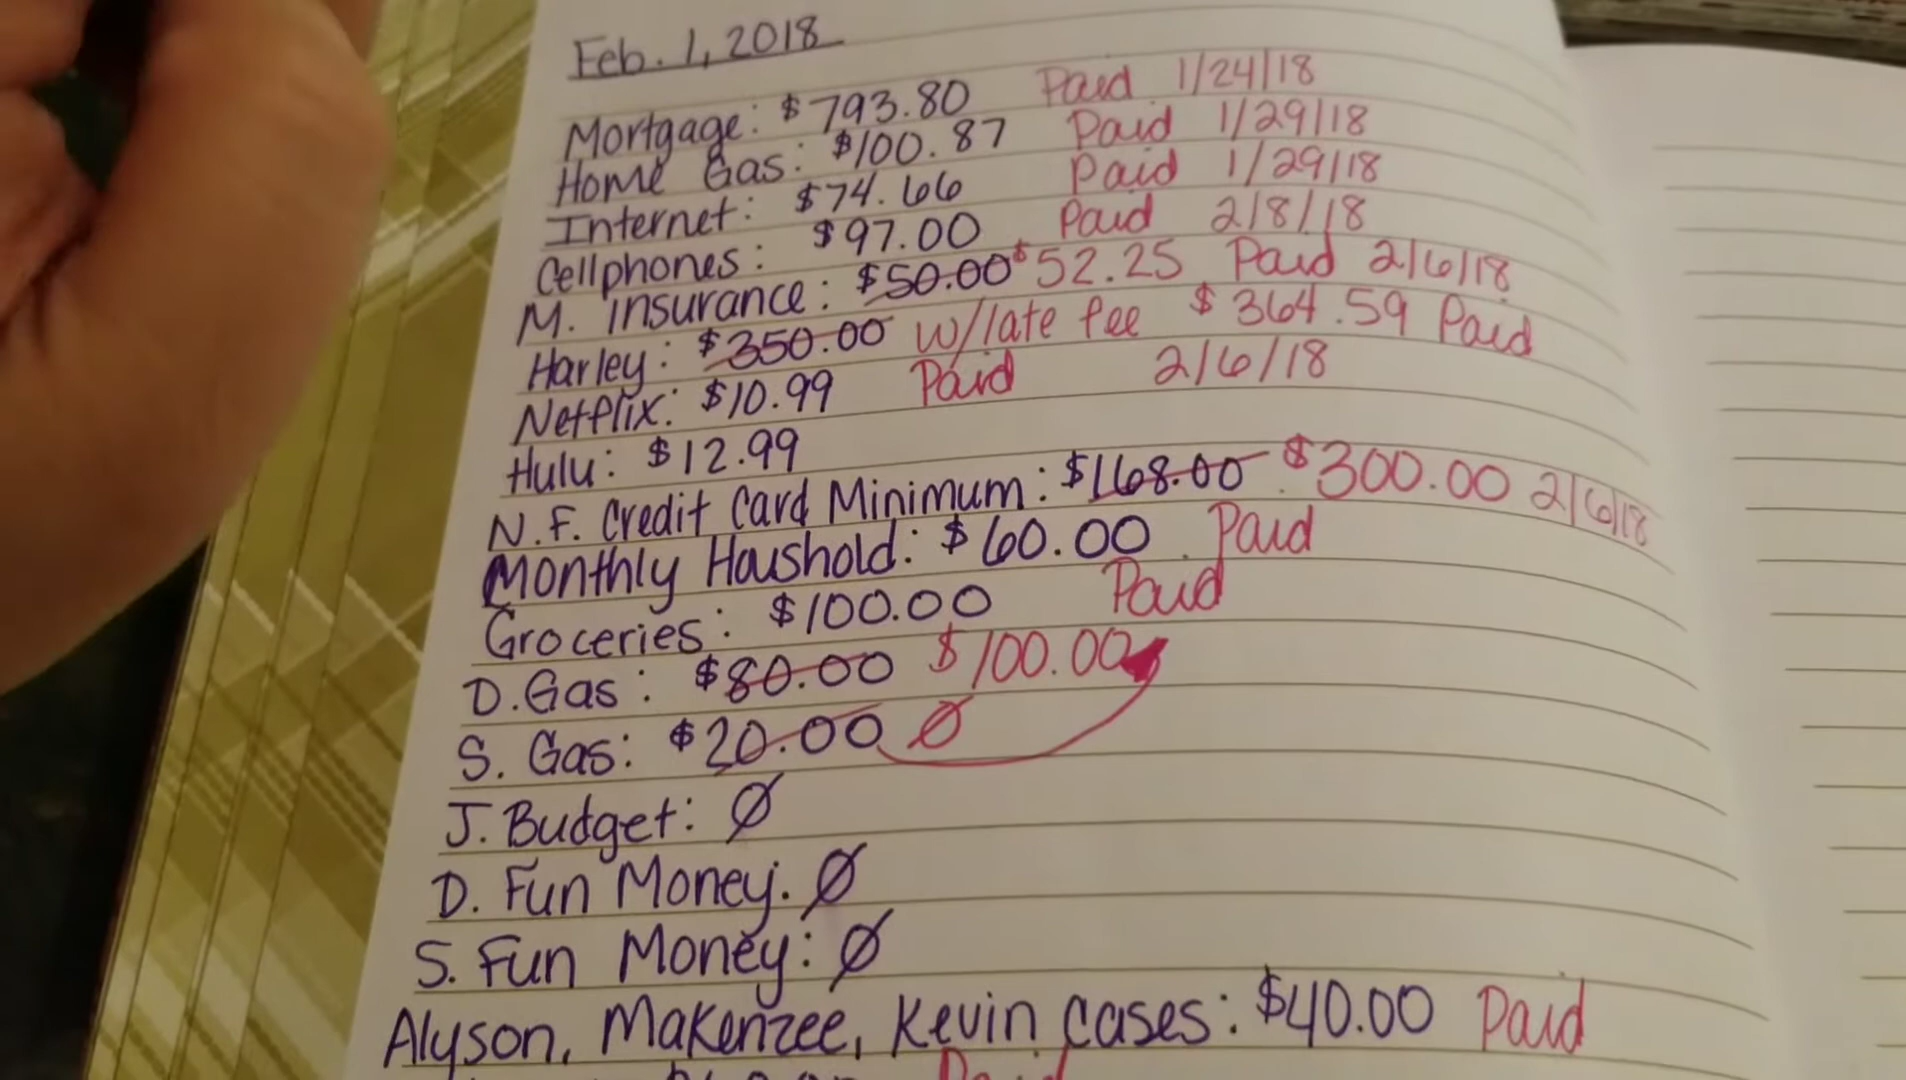 Feb. 1, 2018
Mortgage: $793.80 Paid 1/24/18
Home Gas: $100.87 Paid 1/29/18
Internet: $74.66 Paid 1/29/18
Cellphones: $97.00 Paid 2/8/18
M. Insurance: $50.00 $52.25 Paid 2/6/18
Harley: $350.00 w/late fee $364.59 Paid
Netflix: $10.99 Paid 2/6/18
Hulu: $12.99
N.F. Credit Card Minimum: $168.00 $300.00 2/6/18
Monthly Haushold: $60.00 Paid
Groceries: $100.00 Paid
D. Gas: $80.00 $100.00
S. Gas: $20.00 Ø
J. Budget: Ø
D. Fun Money: Ø
S. Fun Money: Ø
Alyson, Makenzee, Kevin cases: $40.00 Paid
Paid